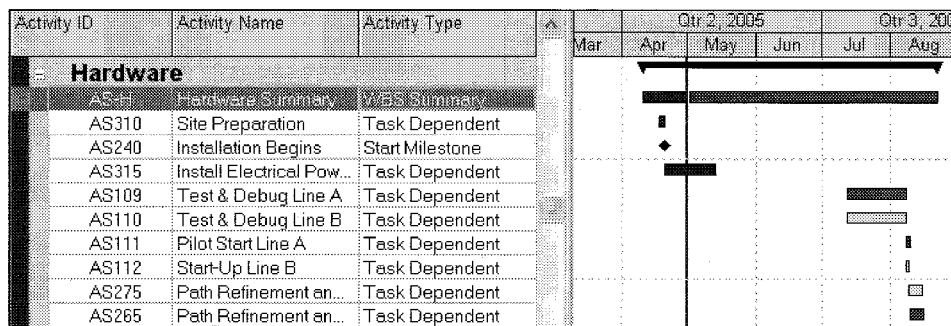 Activity ID Activity Name Activity Type Qtr 2, 2005 Qtr 3, 200
Mar Apr May Jun Jul Aug
Hardware
AS-H Hardware Summary WBS Summary
AS310 Site Preparation Task Dependent
AS240 Installation Begins Start Milestone
AS315 Install Electrical Pow... Task Dependent
AS109 Test & Debug Line A Task Dependent
AS110 Test & Debug Line B Task Dependent
AS111 Pilot Start Line A Task Dependent
AS112 Start-Up Line B Task Dependent
AS275 Path Refinement an... Task Dependent
AS265 Path Refinement an... Task Dependent